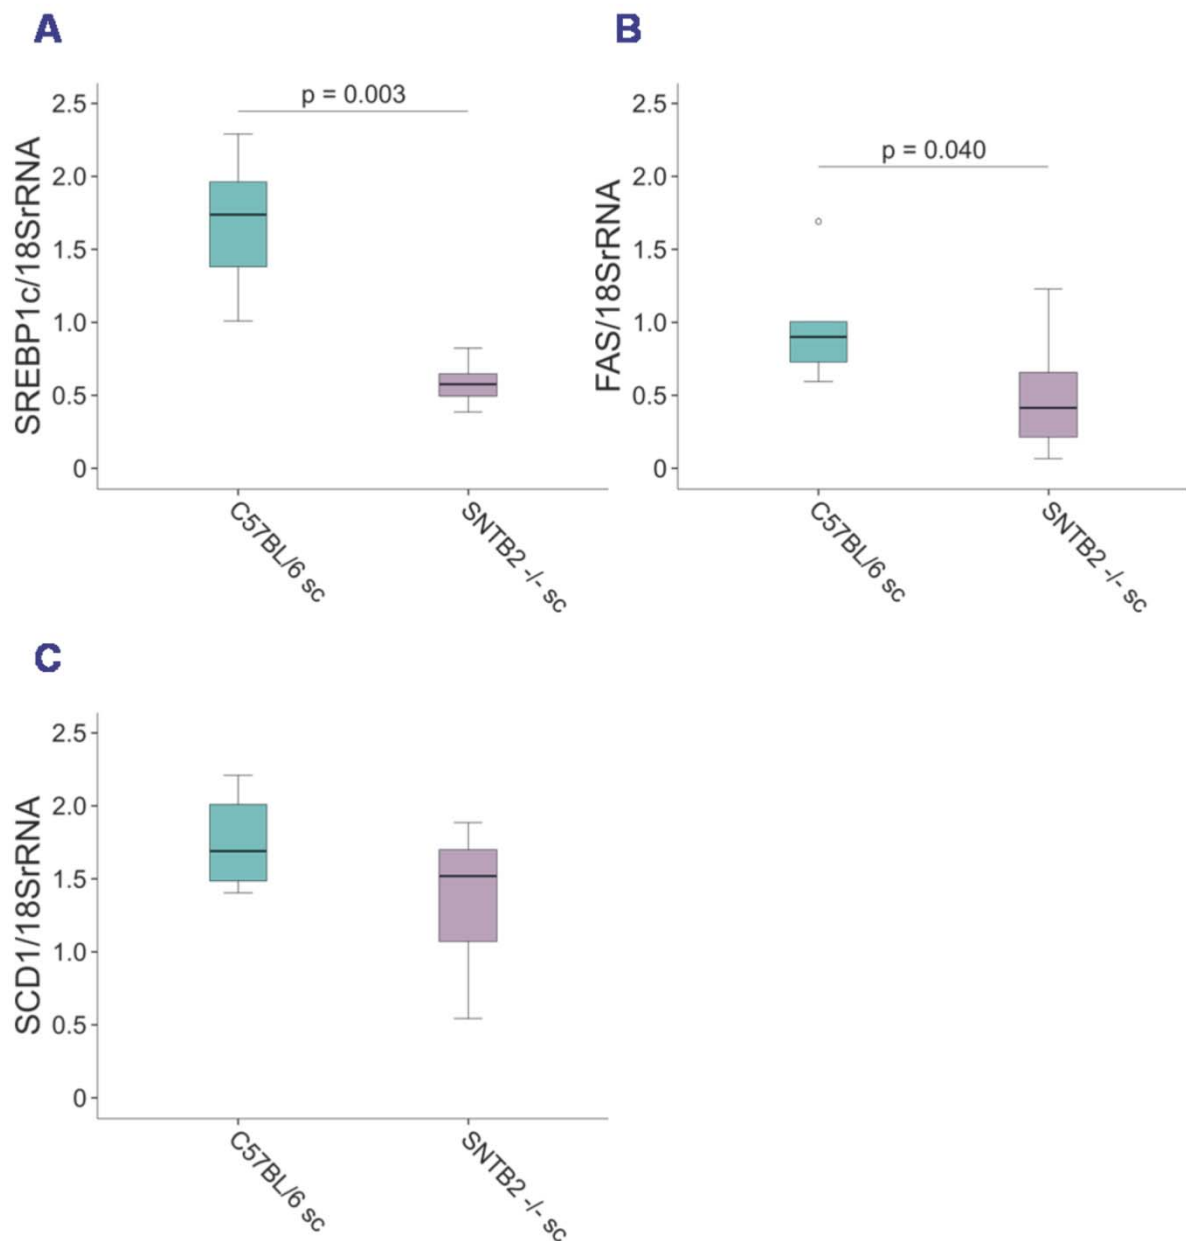 A
SREBP1c/18SrRNA
2.5
2.0
1.5
1.0
0.5
0
p = 0.003
C57BL/6 sc
SNTB2 -/- sc
B
FAS/18SrRNA
2.5
2.0
1.5
1.0
0.5
0
p = 0.040
C57BL/6 sc
SNTB2 -/- sc
C
SCD1/18SrRNA
2.5
2.0
1.5
1.0
0.5
0
C57BL/6 sc
SNTB2 -/- sc